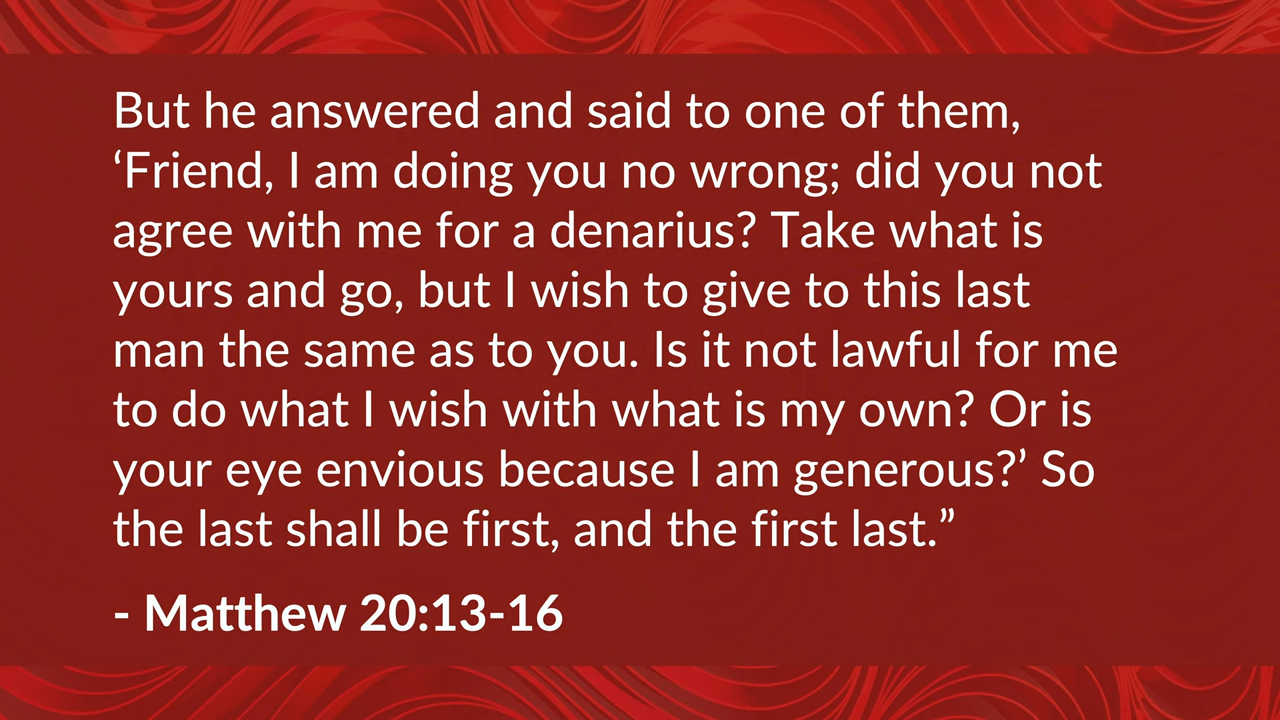 But he answered and said to one of them,
‘Friend, I am doing you no wrong; did you not
agree with me for a denarius? Take what is
yours and go, but I wish to give to this last
man the same as to you. Is it not lawful for me
to do what I wish with what is my own? Or is
your eye envious because I am generous?’ So
the last shall be first, and the first last.”
- Matthew 20:13-16